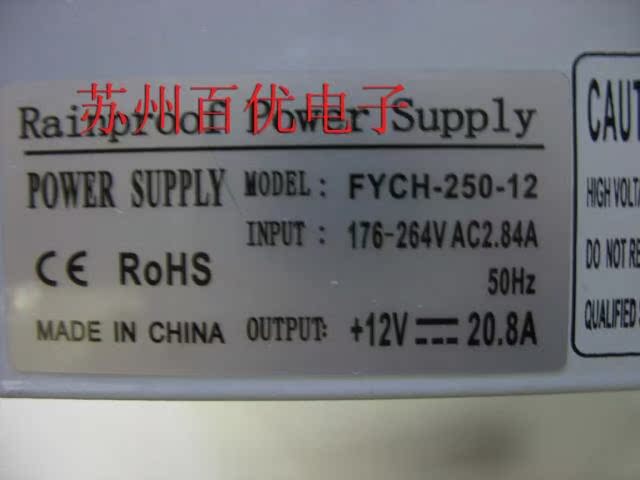 苏州百优电子
Rainproof Power Supply
POWER SUPPLY MODEL: FYCH-250-12
INPUT: 176-264V AC2.84A
50Hz
CE RoHS
MADE IN CHINA OUTPUT: +12V 20.8A
CAUT
HIGH VOLTA
DO NOT RE
QUALIFIED S